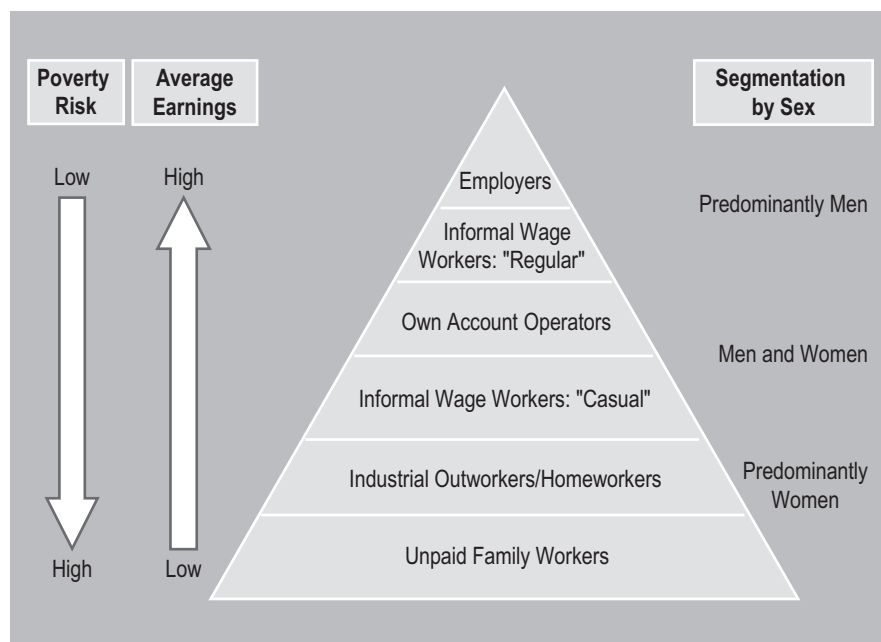 Poverty
Risk
Average
Earnings
Segmentation
by Sex
Low
High
Employers
Predominantly Men
Informal Wage
Workers: "Regular"
Own Account Operators
Men and Women
Informal Wage Workers: "Casual"
Industrial Outworkers/Homeworkers
Predominantly
Women
Unpaid Family Workers
High
Low